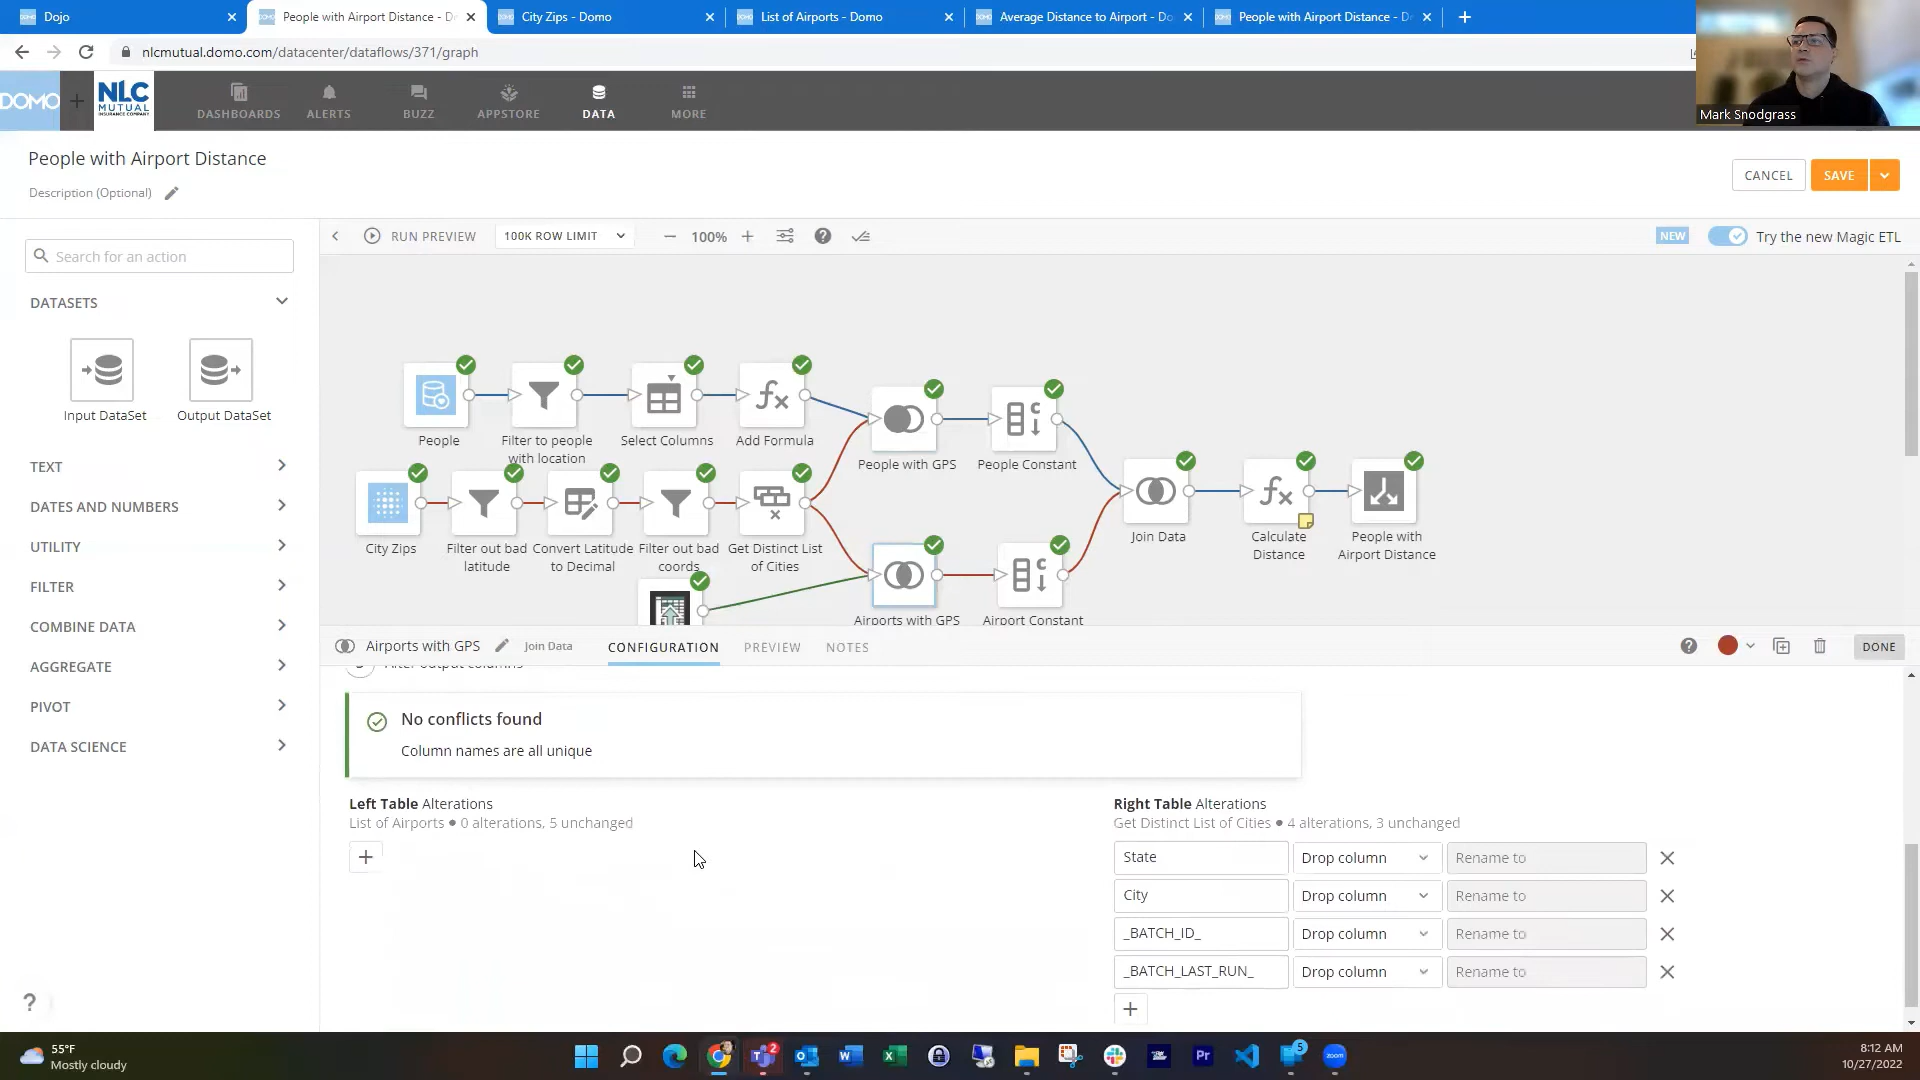 Dojo
People with Airport Distance - D
City Zips - Domo
List of Airports - Domo
Average Distance to Airport - Do
People with Airport Distance - D
nlcmutual.domo.com/datacenter/dataflows/371/graph
DOMO
NLC
MUTUAL
INSURANCE COMPANY
DASHBOARDS
ALERTS
BUZZ
APPSTORE
DATA
MORE
Mark Snodgrass
People with Airport Distance
Description (Optional)
CANCEL
SAVE
Search for an action
RUN PREVIEW
100K ROW LIMIT
100%
NEW
Try the new Magic ETL
DATASETS
Input DataSet
Output DataSet
TEXT
DATES AND NUMBERS
UTILITY
FILTER
COMBINE DATA
AGGREGATE
PIVOT
DATA SCIENCE
People
Filter to people
with location
Select Columns
Add Formula
People with GPS
People Constant
City Zips
Filter out bad
latitude
Convert Latitude
to Decimal
Filter out bad
coords
Get Distinct List
of Cities
Join Data
Calculate
Distance
People with
Airport Distance
Airports with GPS
Airport Constant
Airports with GPS
Join Data
CONFIGURATION
PREVIEW
NOTES
DONE
Alter output columns
No conflicts found
Column names are all unique
Left Table Alterations
List of Airports • 0 alterations, 5 unchanged
Right Table Alterations
Get Distinct List of Cities • 4 alterations, 3 unchanged
State Drop column Rename to
City Drop column Rename to
_BATCH_ID_ Drop column Rename to
_BATCH_LAST_RUN_ Drop column Rename to
55°F
Mostly cloudy
2
Pr
5
zoom
8:12 AM
10/27/2022